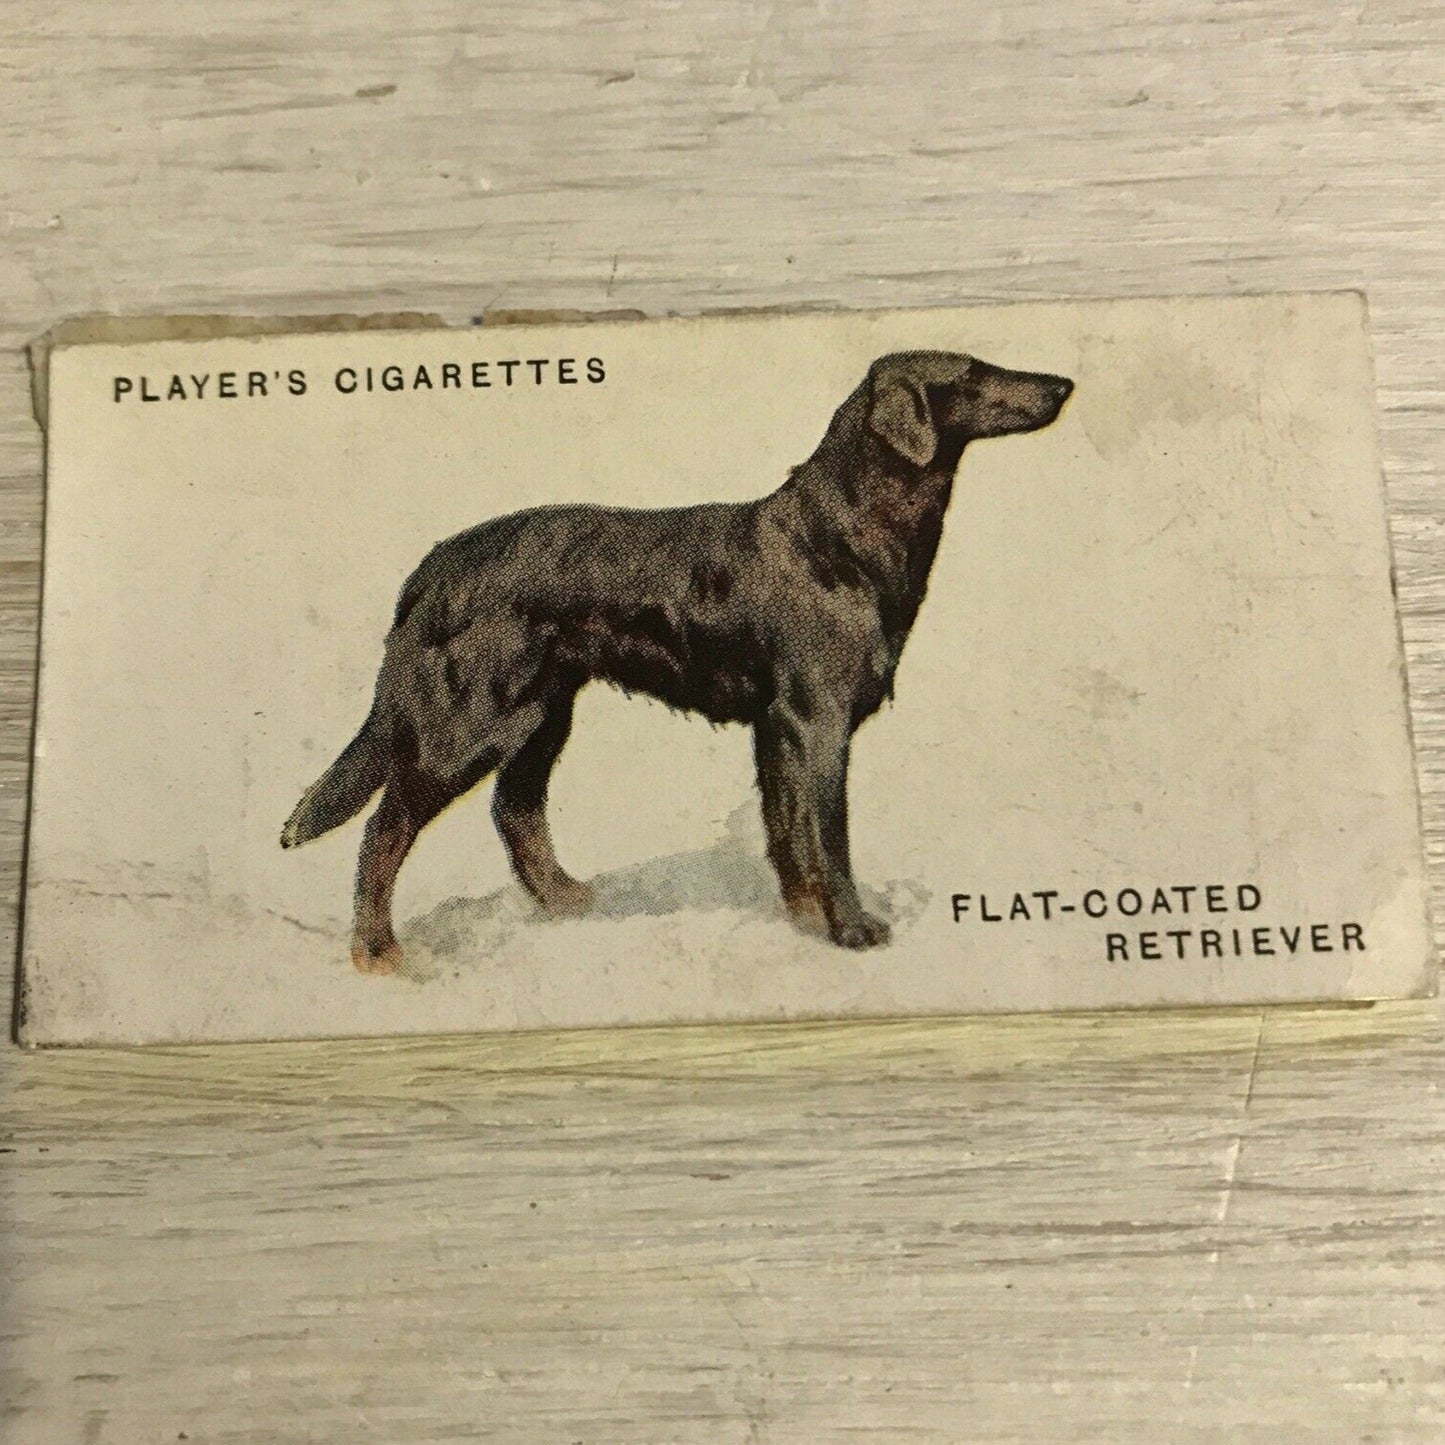 PLAYER'S CIGARETTES
FLAT-COATED
RETRIEVER